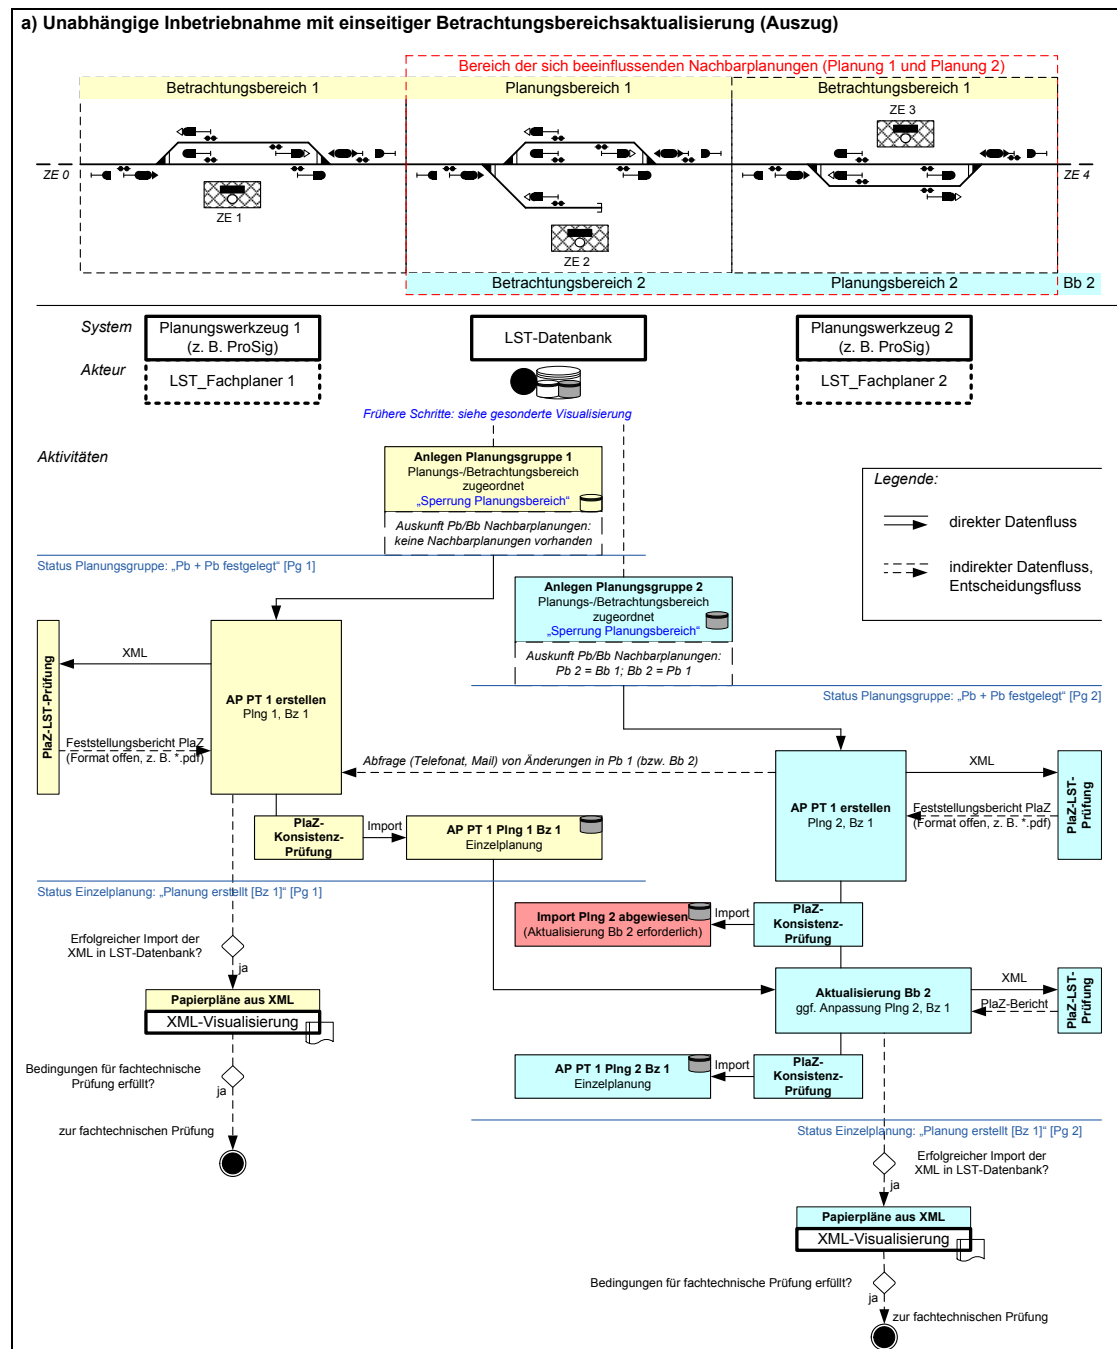 a) Unabhängige Inbetriebnahme mit einseitiger Betrachtungsbereichsaktualisierung (Auszug)
Bereich der sich beeinflussenden Nachbarplanungen (Planung 1 und Planung 2)
Betrachtungsbereich 1
Planungsbereich 1
Betrachtungsbereich 1
ZE 3
ZE 0
ZE 4
ZE 1
ZE 2
Betrachtungsbereich 2
Planungsbereich 2
Bb 2
System
Planungswerkzeug 1
(z. B. ProSig)
LST-Datenbank
Planungswerkzeug 2
(z. B. ProSig)
Akteur
LST_Fachplaner 1
LST_Fachplaner 2
Frühere Schritte: siehe gesonderte Visualisierung
Aktivitäten
Anlegen Planungsgruppe 1
Planungs-/Betrachtungsbereich
zugeordnet
„Sperrung Planungsbereich“
Auskunft Pb/Bb Nachbarplanungen:
keine Nachbarplanungen vorhanden
Legende:
direkter Datenfluss
indirekter Datenfluss,
Entscheidungsfluss
Status Planungsgruppe: „Pb + Pb festgelegt“ [Pg 1]
Anlegen Planungsgruppe 2
Planungs-/Betrachtungsbereich
zugeordnet
„Sperrung Planungsbereich“
Auskunft Pb/Bb Nachbarplanungen:
Pb 2 = Bb 1; Bb 2 = Pb 1
Status Planungsgruppe: „Pb + Pb festgelegt“ [Pg 2]
PlaZ-LST-Prüfung
XML
AP PT 1 erstellen
Plng 1, Bz 1
Feststellungsbericht PlaZ
(Format offen, z. B. *.pdf)
Abfrage (Telefonat, Mail) von Änderungen in Pb 1 (bzw. Bb 2)
AP PT 1 erstellen
Plng 2, Bz 1
XML
Feststellungsbericht PlaZ
(Format offen, z. B. *.pdf)
PlaZ-LST-
Prüfung
PlaZ-
Konsistenz-
Prüfung
Import
AP PT 1 Plng 1 Bz 1
Einzelplanung
Status Einzelplanung: „Planung erstellt [Bz 1]“ [Pg 1]
Import Plng 2 abgewiesen
(Aktualisierung Bb 2 erforderlich)
Import
PlaZ-
Konsistenz-
Prüfung
Erfolgreicher Import der
XML in LST-Datenbank?
ja
Aktualisierung Bb 2
ggf. Anpassung Plng 2, Bz 1
XML
PlaZ-Bericht
PlaZ-LST-
Prüfung
Papierpläne aus XML
XML-Visualisierung
AP PT 1 Plng 2 Bz 1
Einzelplanung
Import
PlaZ-
Konsistenz-
Prüfung
Bedingungen für fachtechnische
Prüfung erfüllt?
ja
zur fachtechnischen Prüfung
Status Einzelplanung: „Planung erstellt [Bz 1]“ [Pg 2]
Erfolgreicher Import der
XML in LST-Datenbank?
ja
Papierpläne aus XML
XML-Visualisierung
Bedingungen für fachtechnische Prüfung erfüllt?
ja
zur fachtechnischen Prüfung